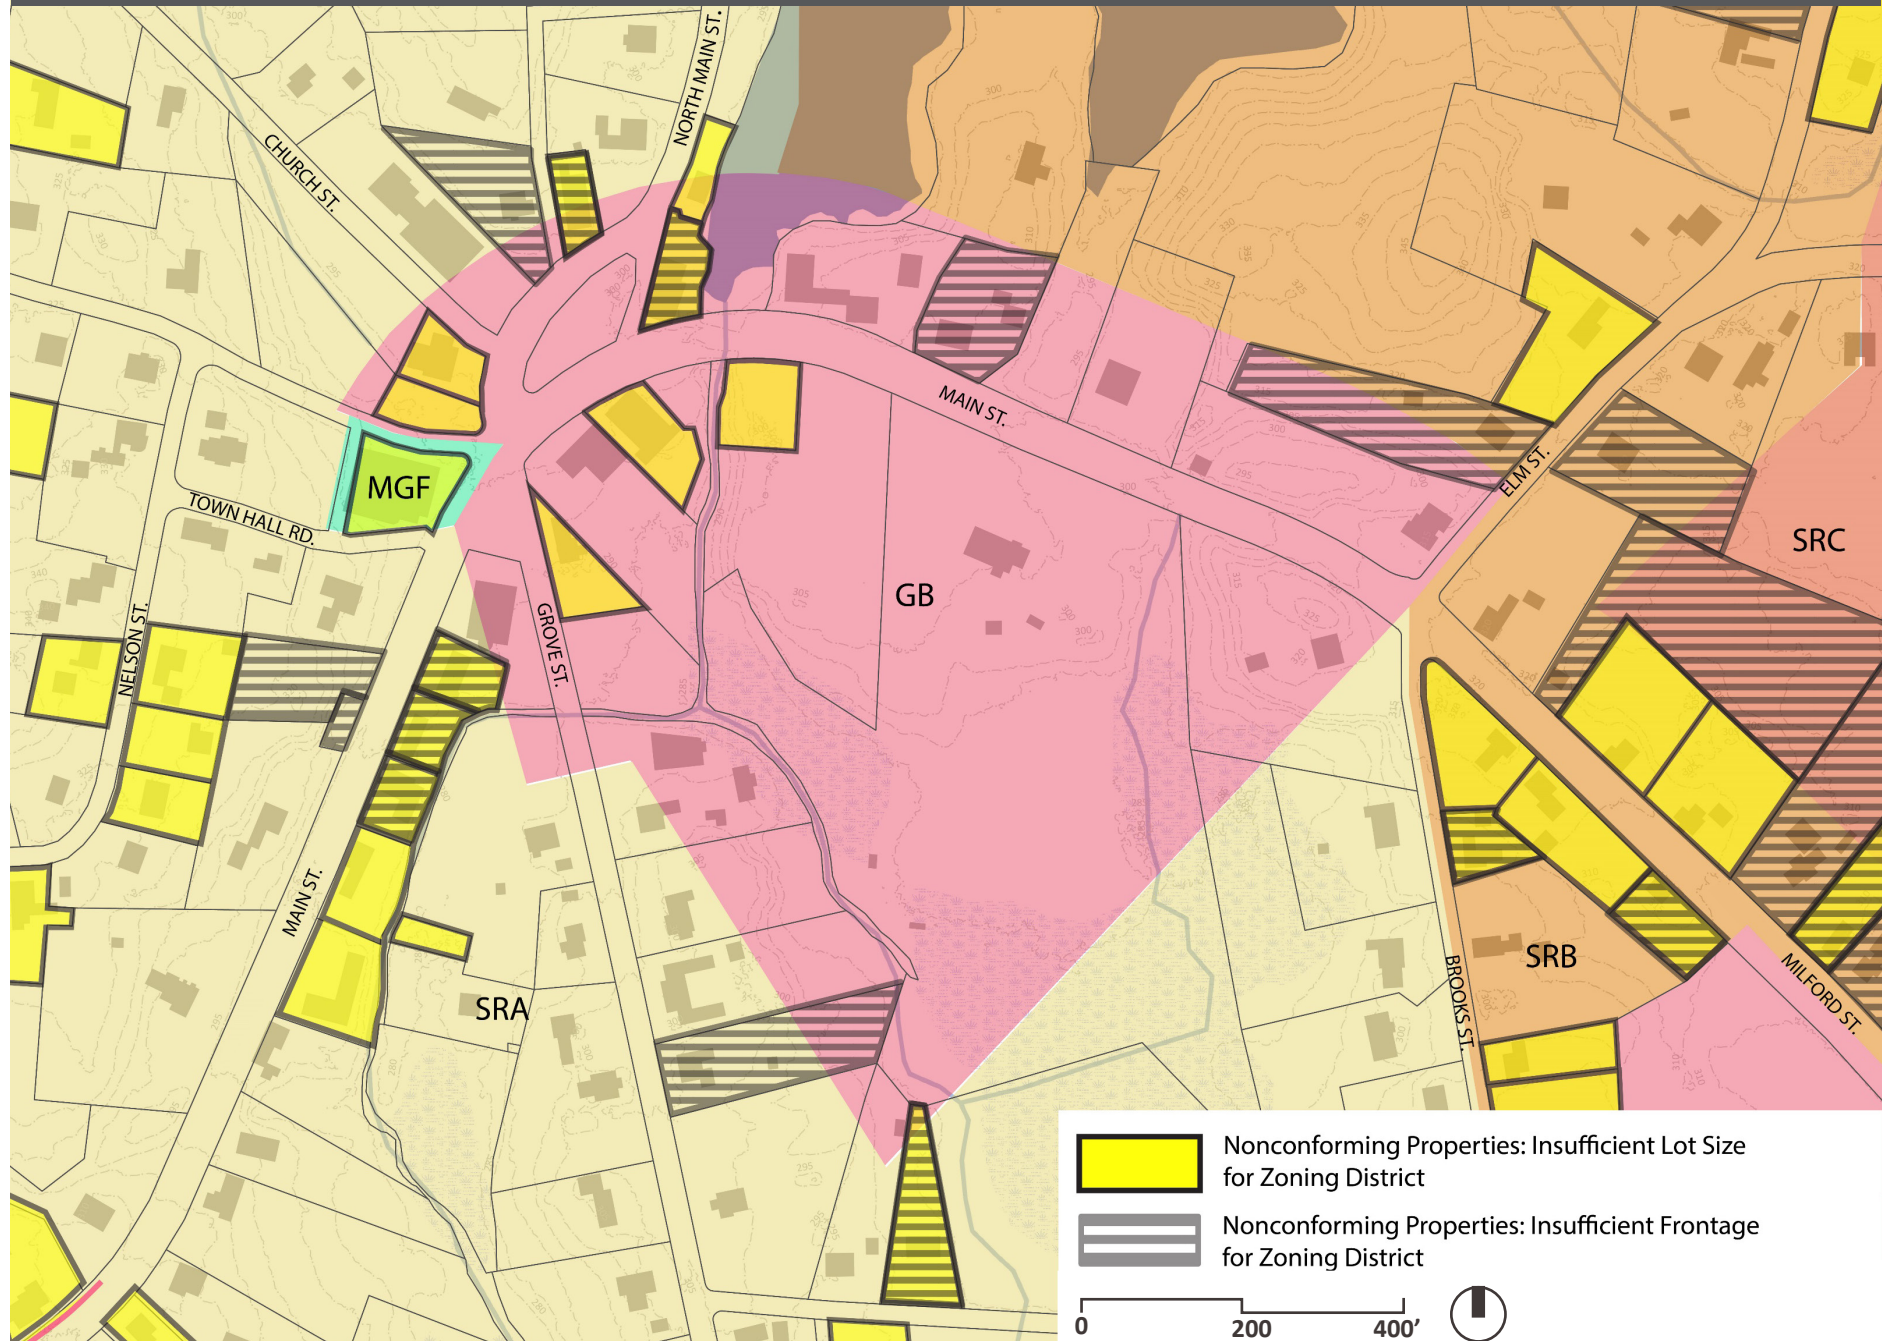 NORTH MAIN ST.
CHURCH ST.
MAIN ST.
MGF
TOWN HALL RD.
ELM ST.
SRC
GB
NELSON ST.
GROVE ST.
MAIN ST.
SRA
SRB
BROOKS ST.
MILFORD ST.
Nonconforming Properties: Insufficient Lot Size
for Zoning District
Nonconforming Properties: Insufficient Frontage
for Zoning District
0 200 400'